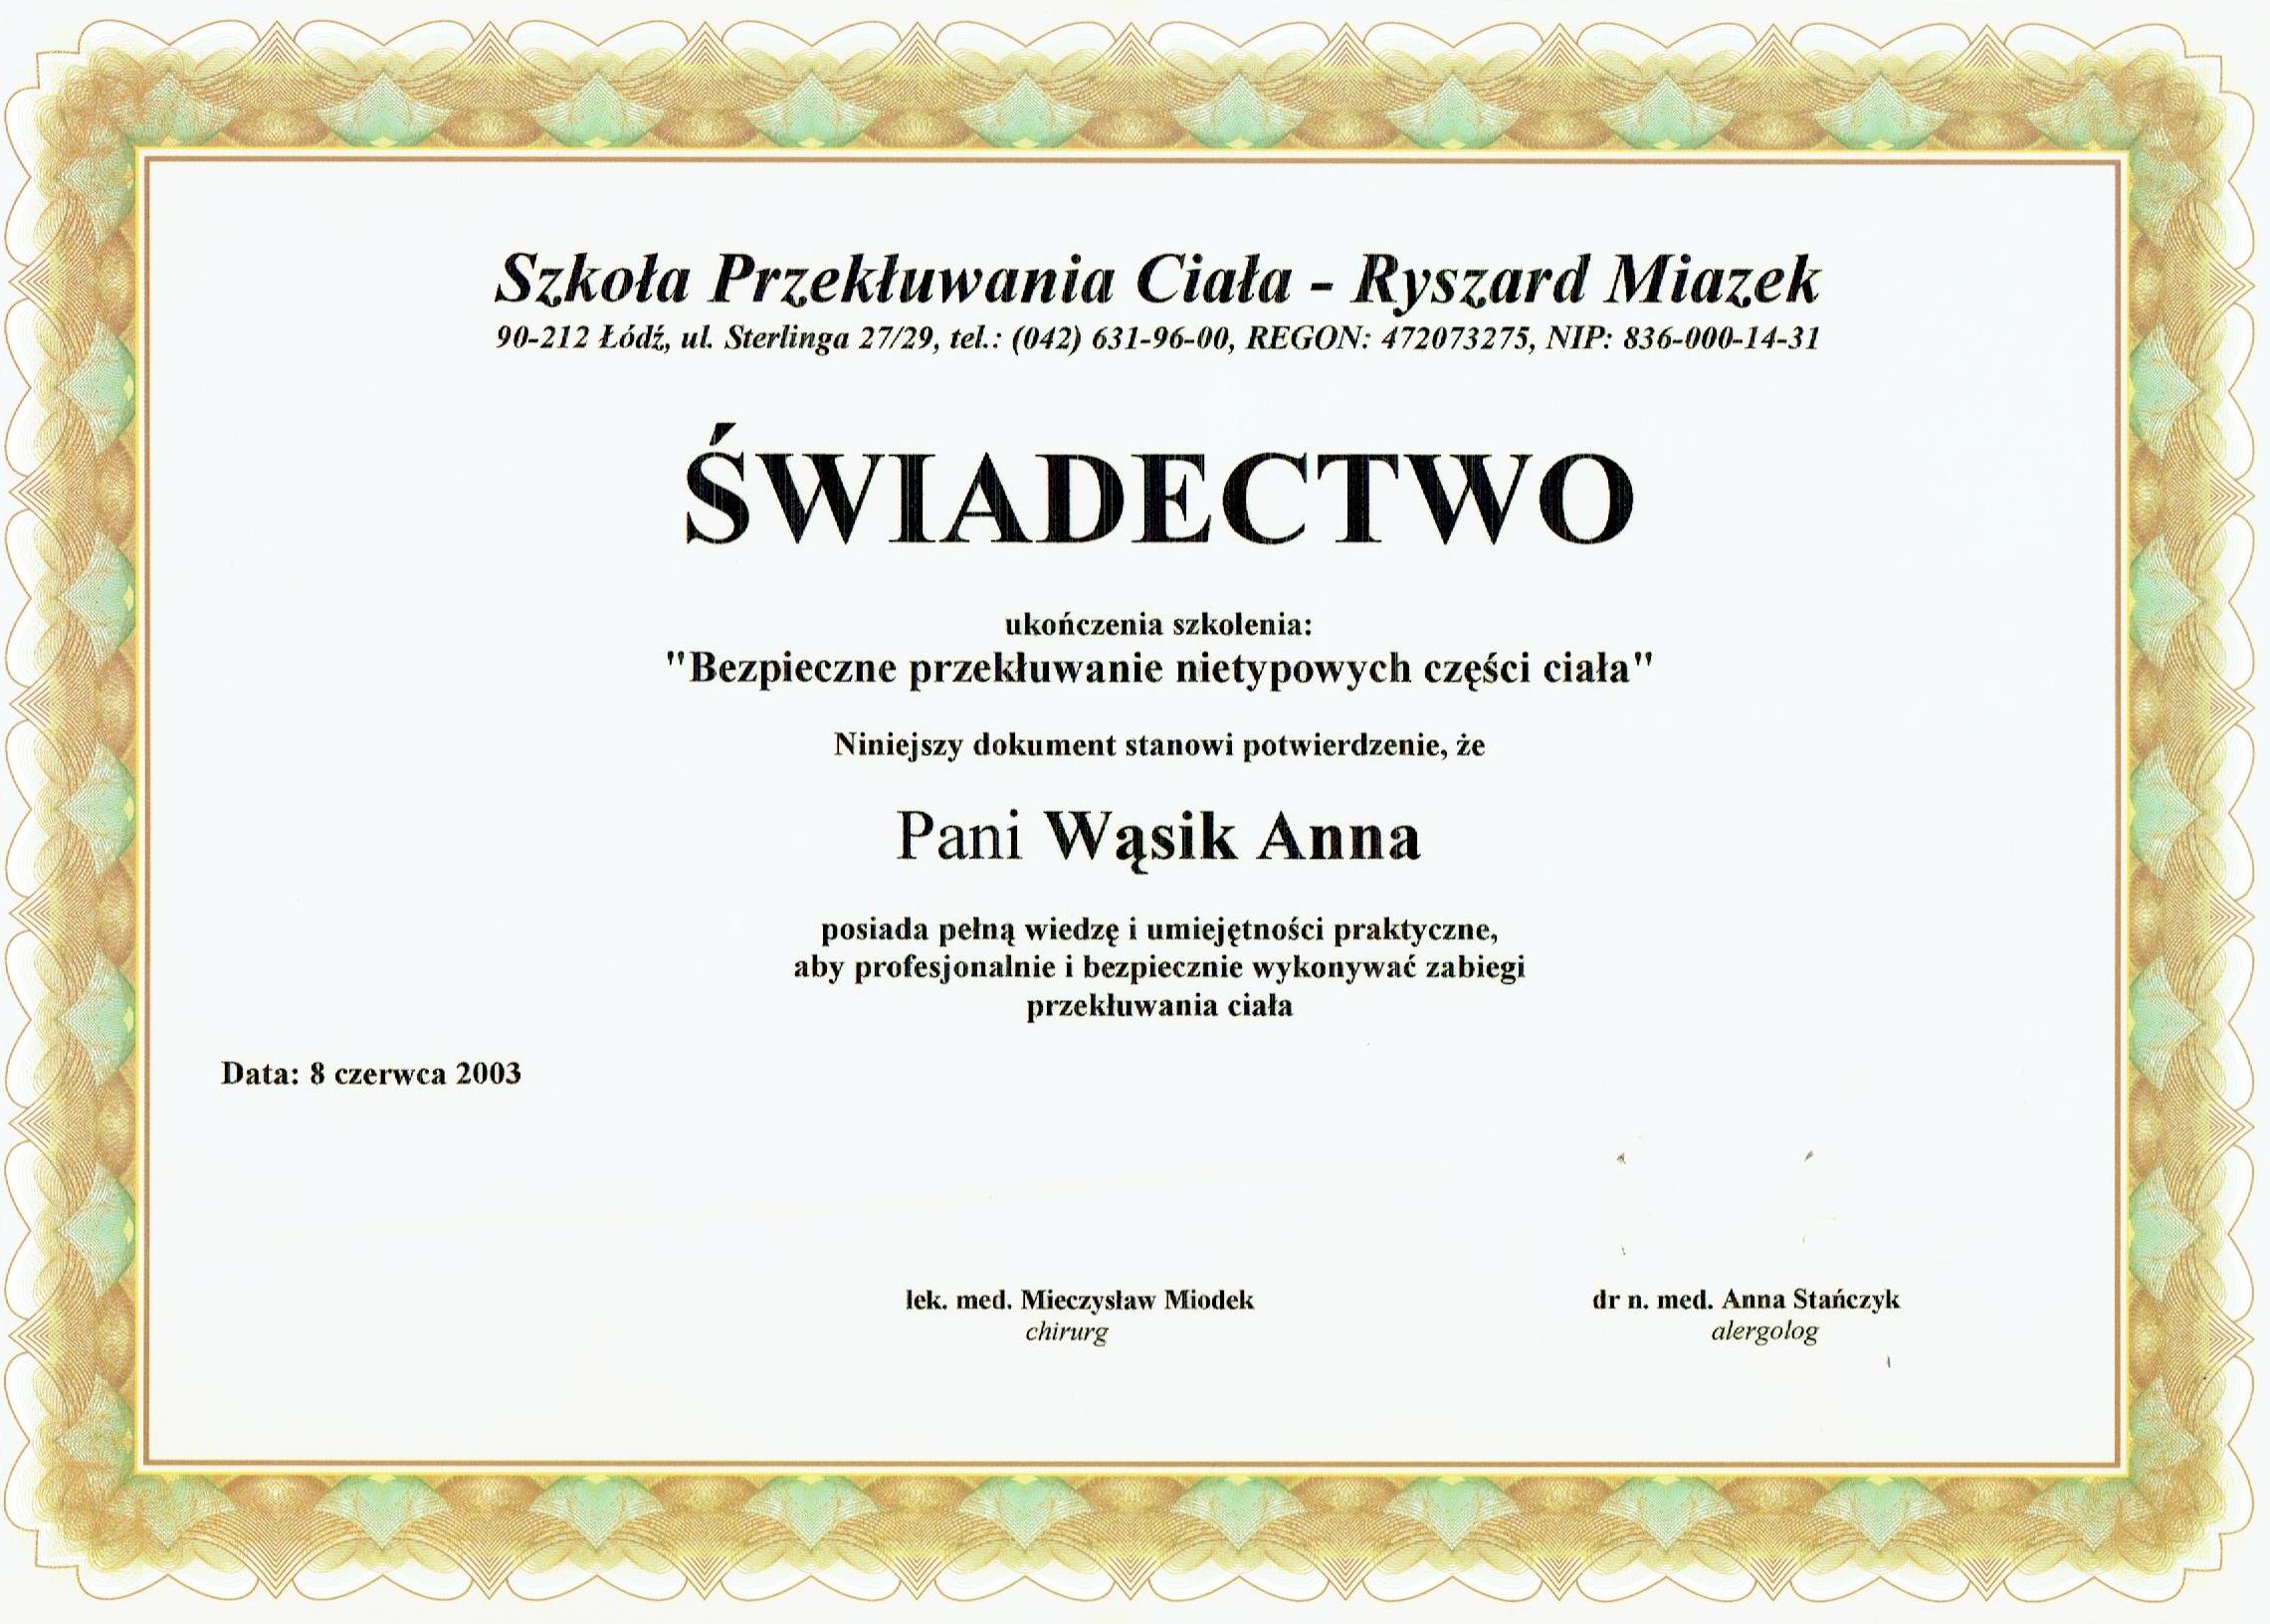 Szkoła Przekłuwania Ciała - Ryszard Miazek
90-212 Łódź, ul. Sterlinga 27/29, tel.: (042) 631-96-00, REGON: 472073275, NIP: 836-000-14-31
ŚWIADECTWO
ukończenia szkolenia:
"Bezpieczne przekłuwanie nietypowych części ciała"
Niniejszy dokument stanowi potwierdzenie, że
Pani Wąsik Anna
posiada pełną wiedzę i umiejętności praktyczne,
aby profesjonalnie i bezpiecznie wykonywać zabiegi
przekłuwania ciała
Data: 8 czerwca 2003
lek. med. Mieczysław Miodek
chirurg
dr n. med. Anna Stańczyk
alergolog